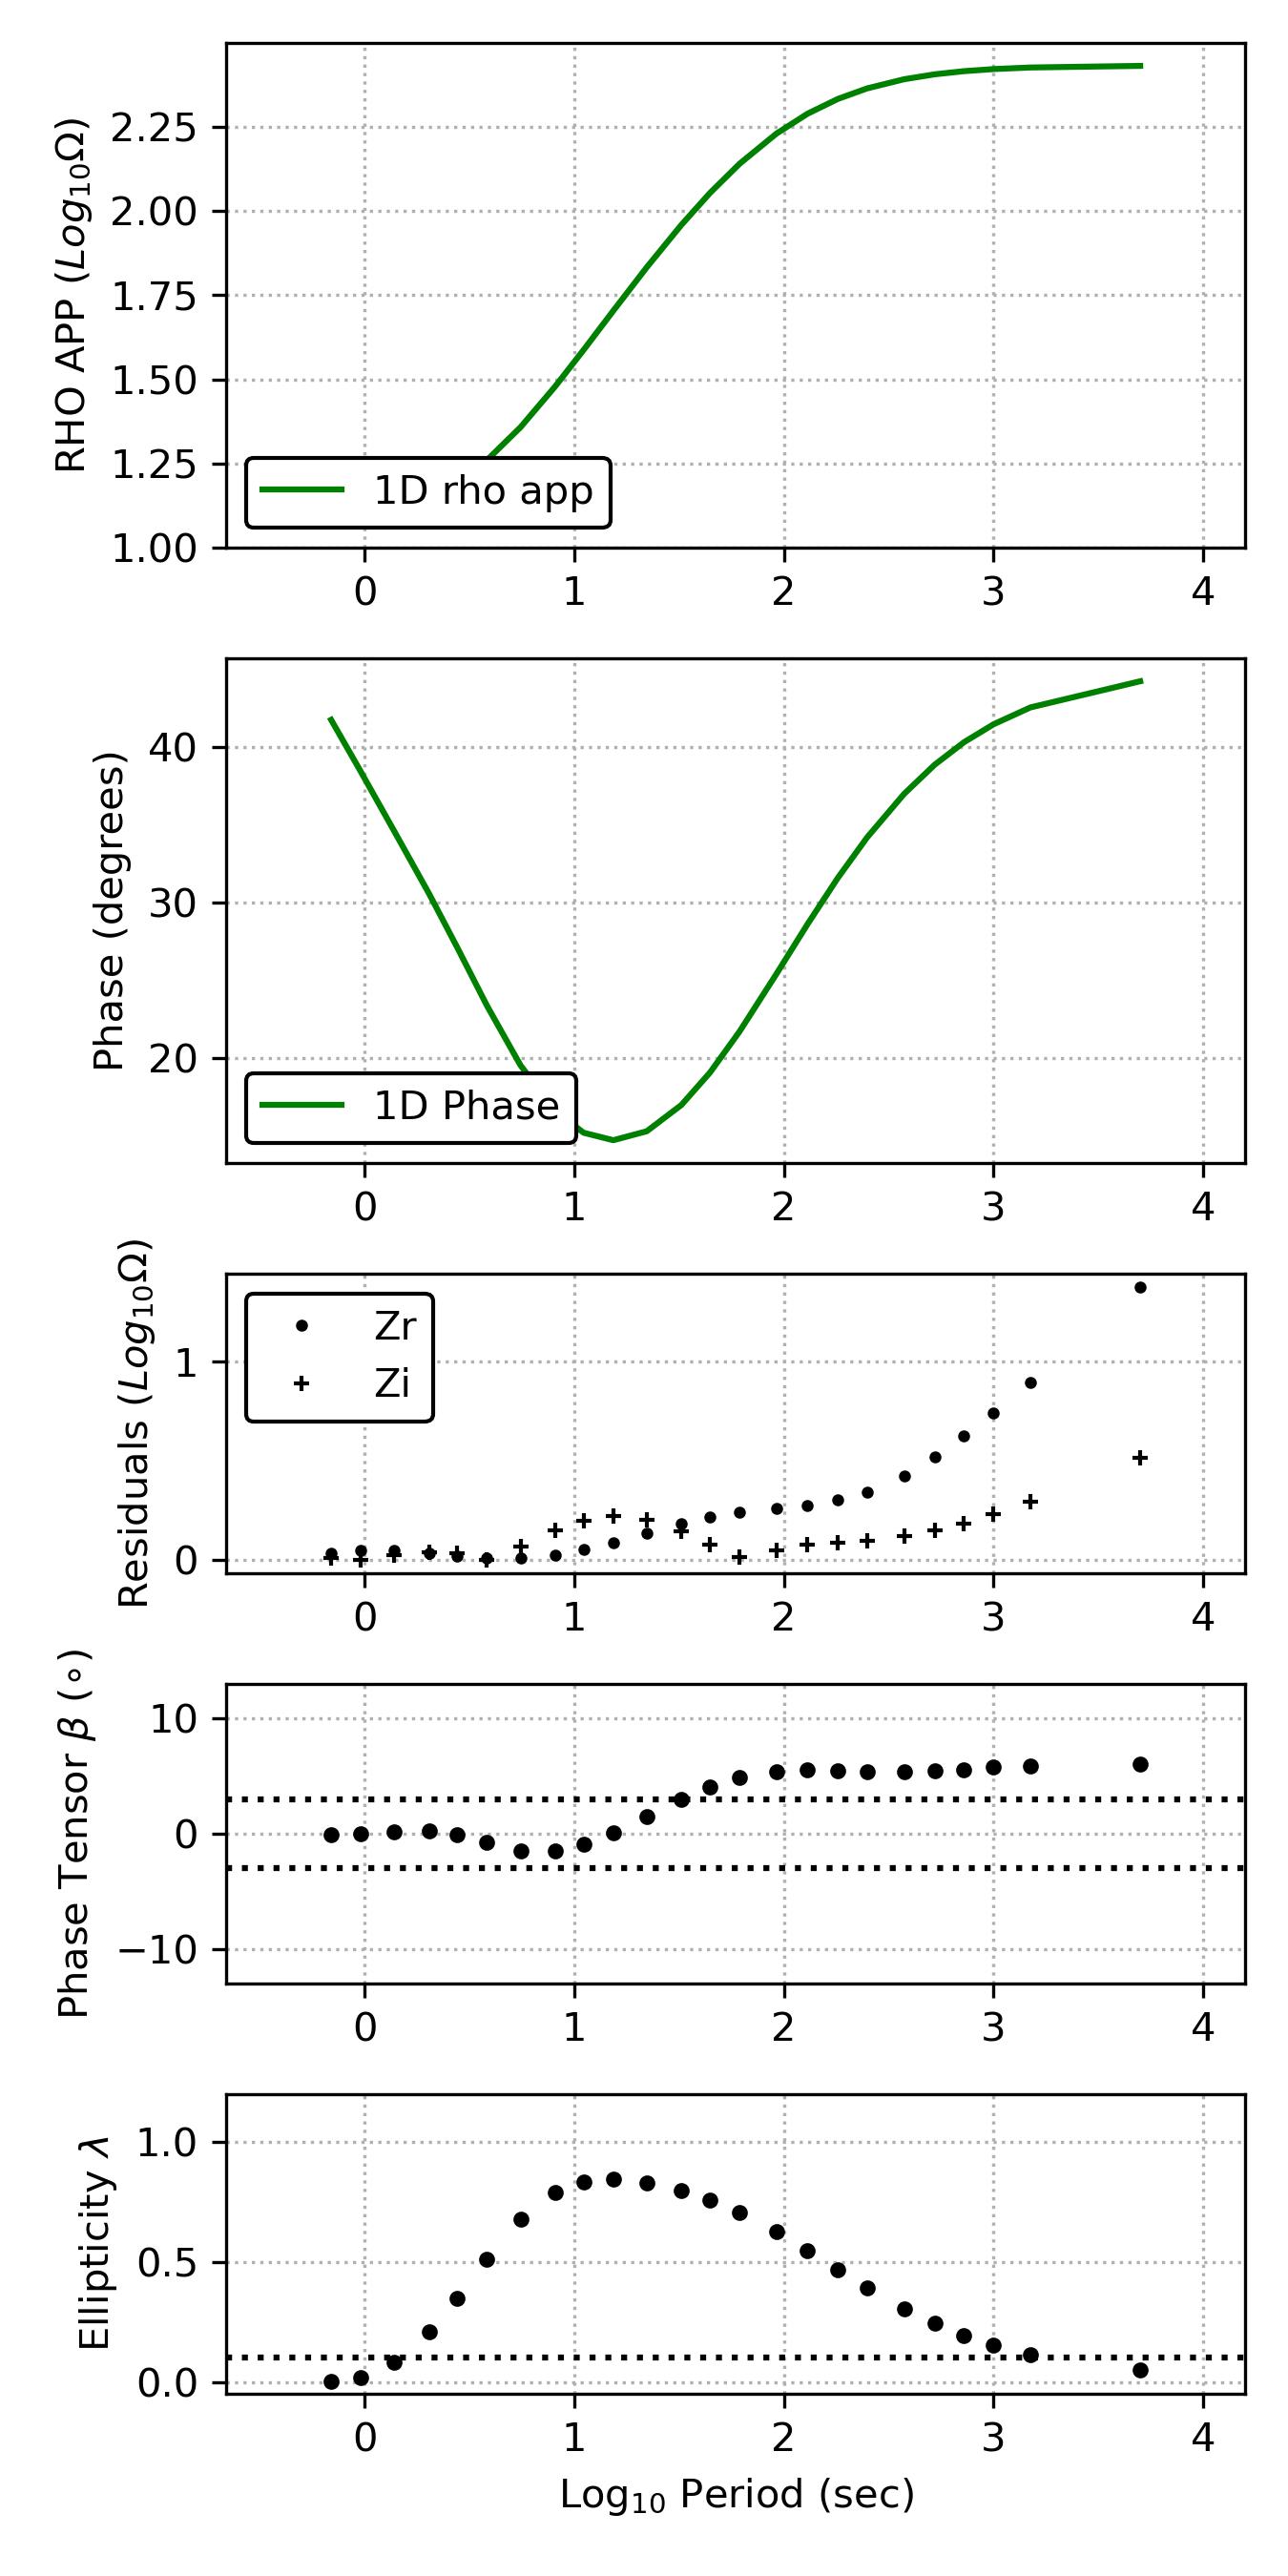 RHO APP (Log₁₀Ω)
2.25
2.00
1.75
1.50
1.25
1.00
1D rho app
0 1 2 3 4
Phase (degrees)
40
30
20
1D Phase
0 1 2 3 4
Residuals (Log₁₀Ω)
1
0
Zr
Zi
0 1 2 3 4
Phase Tensor β (∘)
10
0
−10
0 1 2 3 4
Ellipticity λ
1.0
0.5
0.0
0 1 2 3 4
Log₁₀ Period (sec)